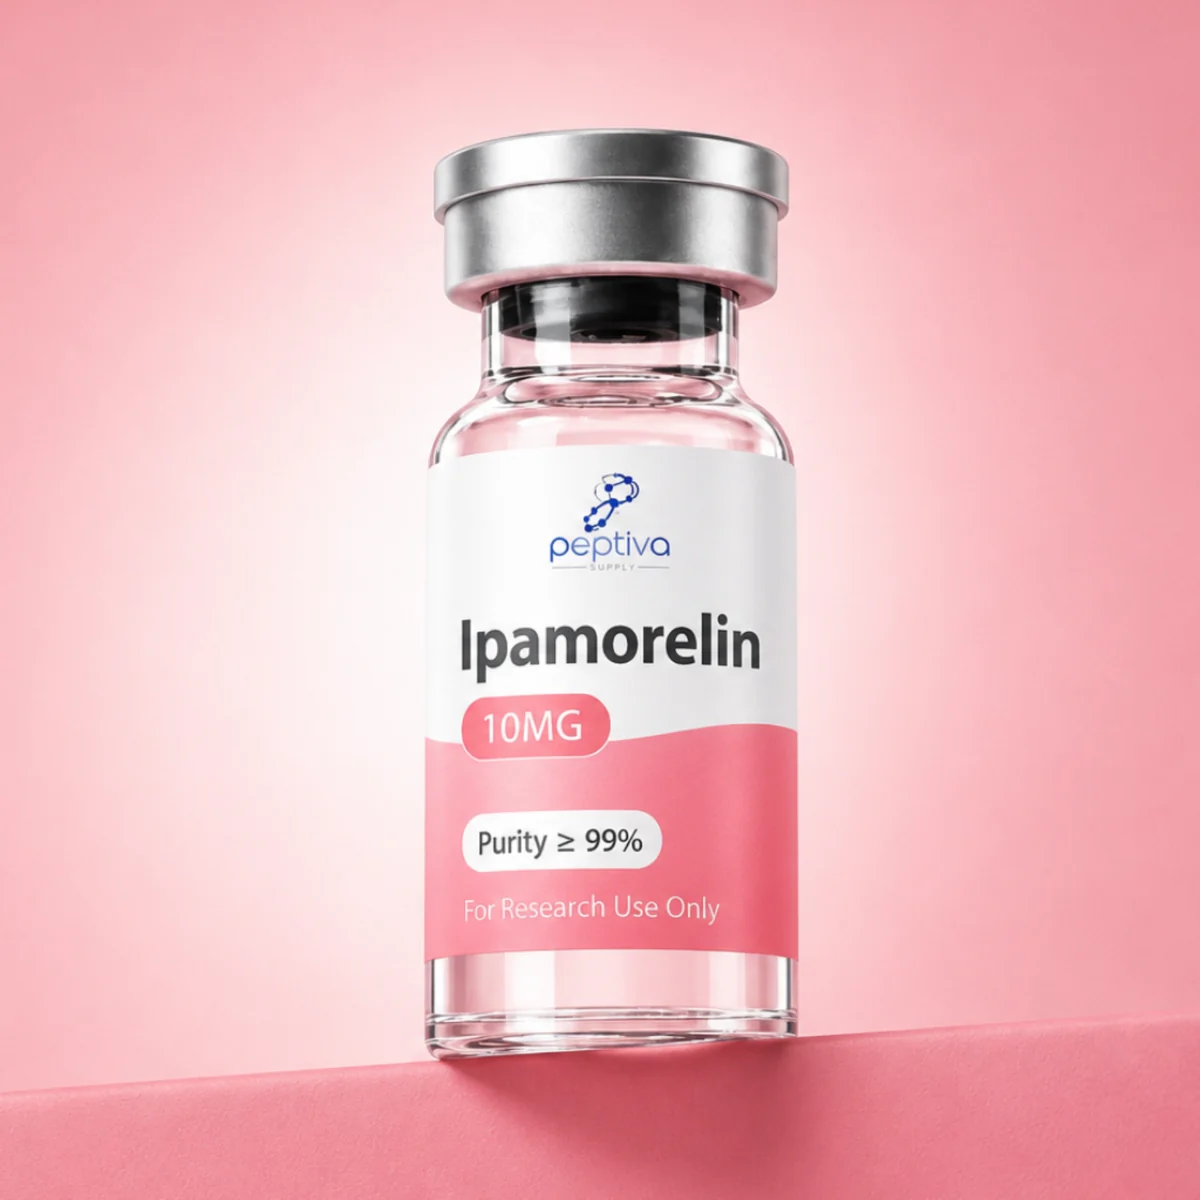 peptiva
SUPPLY
Ipamorelin
10MG
Purity ≥ 99%
For Research Use Only